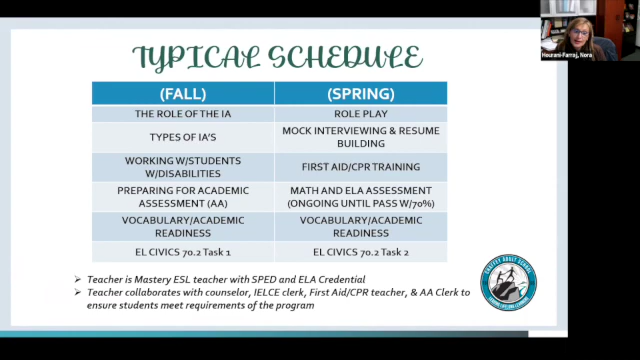 TYPICAL SCHEDULE
Hourani-Farraj, Nora
(FALL)
(SPRING)
THE ROLE OF THE IA
ROLE PLAY
TYPES OF IA'S
MOCK INTERVIEWING & RESUME
BUILDING
WORKING W/STUDENTS
W/DISABILITIES
FIRST AID/CPR TRAINING
PREPARING FOR ACADEMIC
ASSESSMENT (AA)
MATH AND ELA ASSESSMENT
(ONGOING UNTIL PASS W/70%)
VOCABULARY/ACADEMIC
READINESS
VOCABULARY/ACADEMIC
READINESS
EL CIVICS 70.2 Task 1
EL CIVICS 70.2 Task 2
Teacher is Mastery ESL teacher with SPED and ELA Credential
Teacher collaborates with counselor, IELCE clerk, First Aid/CPR teacher, & AA Clerk to
ensure students meet requirements of the program
CHAFFEY ADULT SCHOOL